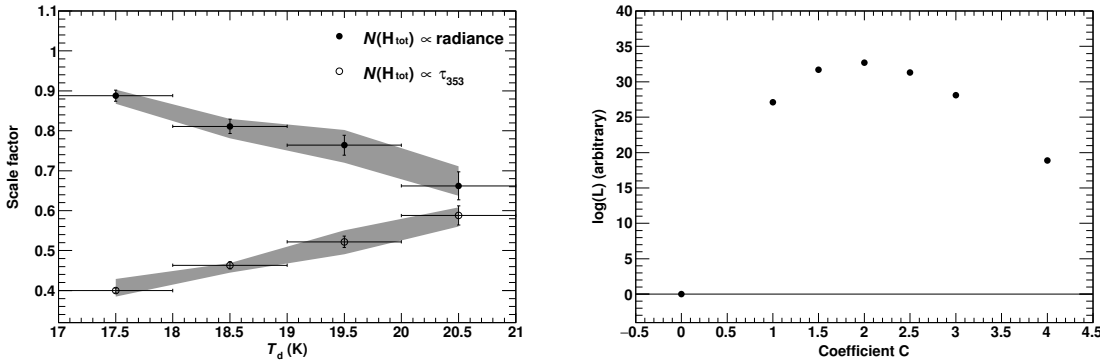 1.1
1
0.9
0.8
0.7
0.6
0.5
0.4
Scale factor
N(Htot) ∝ radiance
N(Htot) ∝ τ353
17 17.5 18 18.5 19 19.5 20 20.5 21
Td (K)
40
35
30
25
20
15
10
5
0
log(L) (arbitrary)
−0.5 0 0.5 1 1.5 2 2.5 3 3.5 4 4.5
Coefficient C